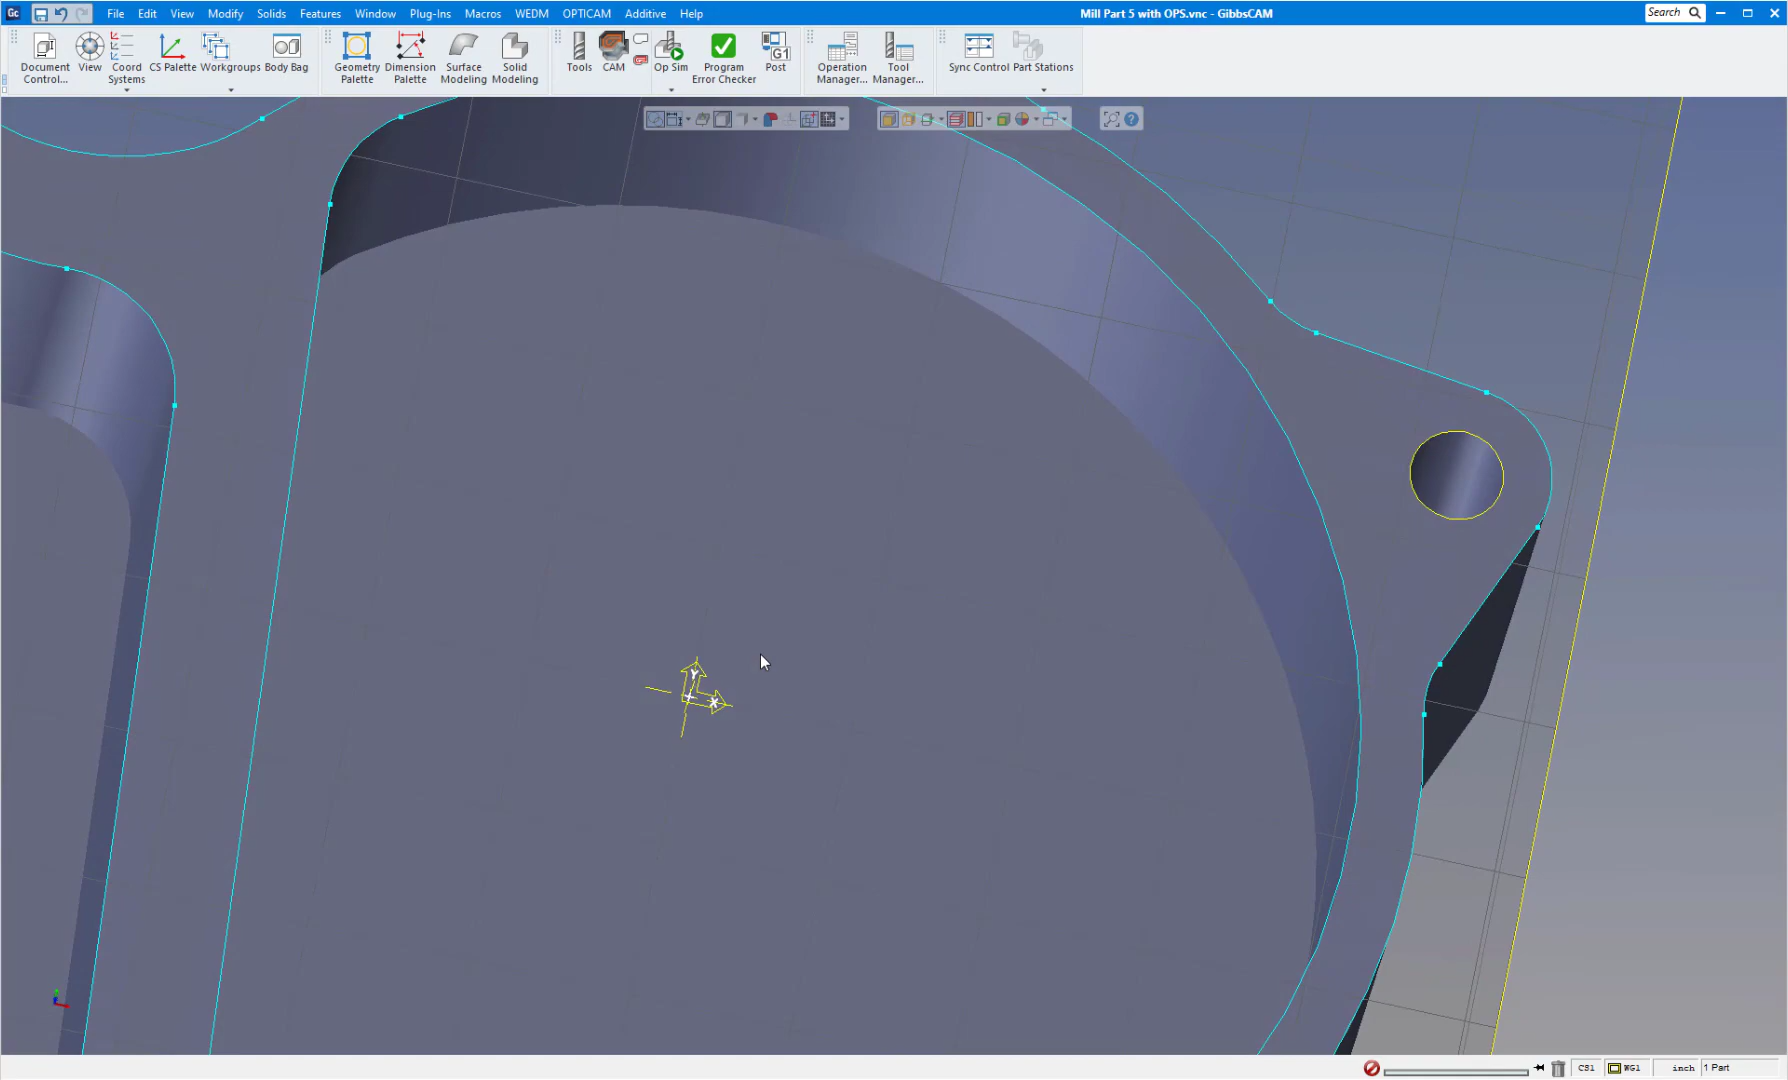 Gc File Edit View Modify Solids Features Window Plug-Ins Macros WEDM OPTICAM Additive Help Mill Part 5 with OPS.vnc - GibbsCAM Search
Document Control... View Coord Systems CS Palette Workgroups Body Bag Geometry Palette Dimension Palette Surface Modeling Solid Modeling Tools CAM Op Sim Program Error Checker G1 Post Operation Manager... Tool Manager... Sync Control Part Stations
Y
X
CS1 WG1 inch 1 Part